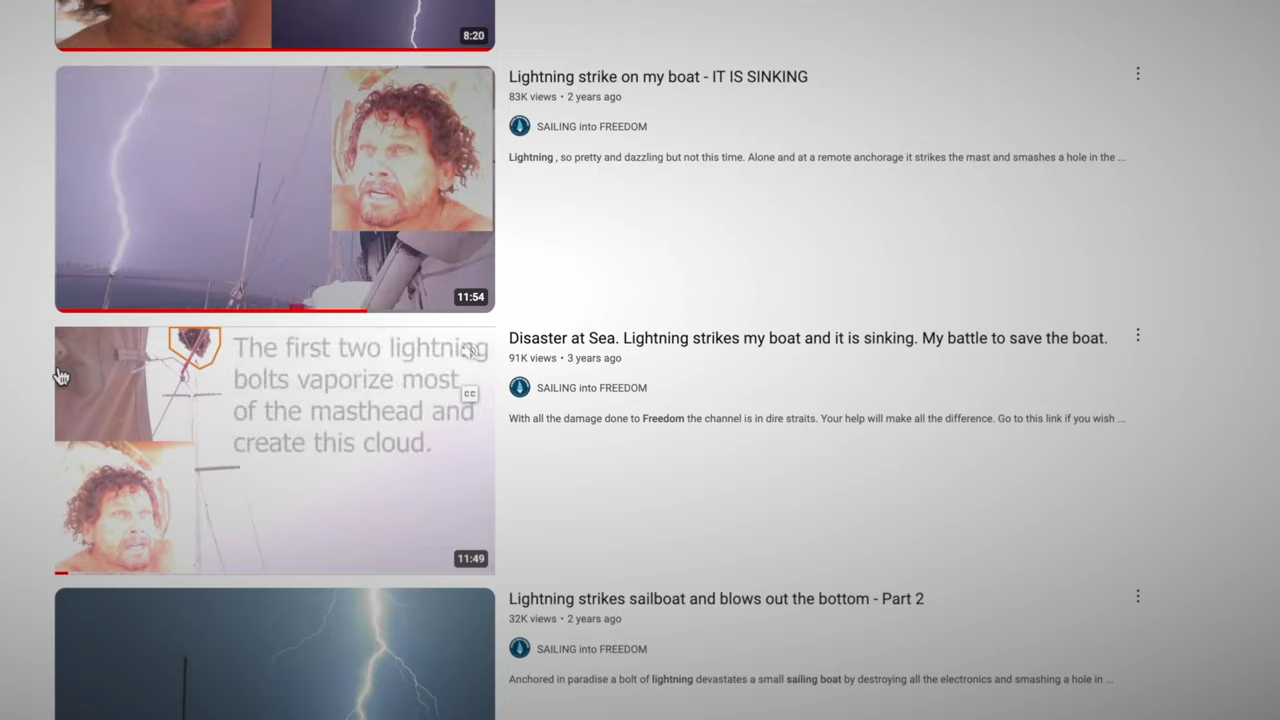 8:20
Lightning strike on my boat - IT IS SINKING
83K views • 2 years ago
SAILING into FREEDOM
Lightning , so pretty and dazzling but not this time. Alone and at a remote anchorage it strikes the mast and smashes a hole in the ...
11:54
The first two lightning
bolts vaporize most
of the masthead and
create this cloud.
CC
11:49
Disaster at Sea. Lightning strikes my boat and it is sinking. My battle to save the boat.
91K views • 3 years ago
SAILING into FREEDOM
With all the damage done to Freedom the channel is in dire straits. Your help will make all the difference. Go to this link if you wish ...
Lightning strikes sailboat and blows out the bottom - Part 2
32K views • 2 years ago
SAILING into FREEDOM
Anchored in paradise a bolt of lightning devastates a small sailing boat by destroying all the electronics and smashing a hole in ...